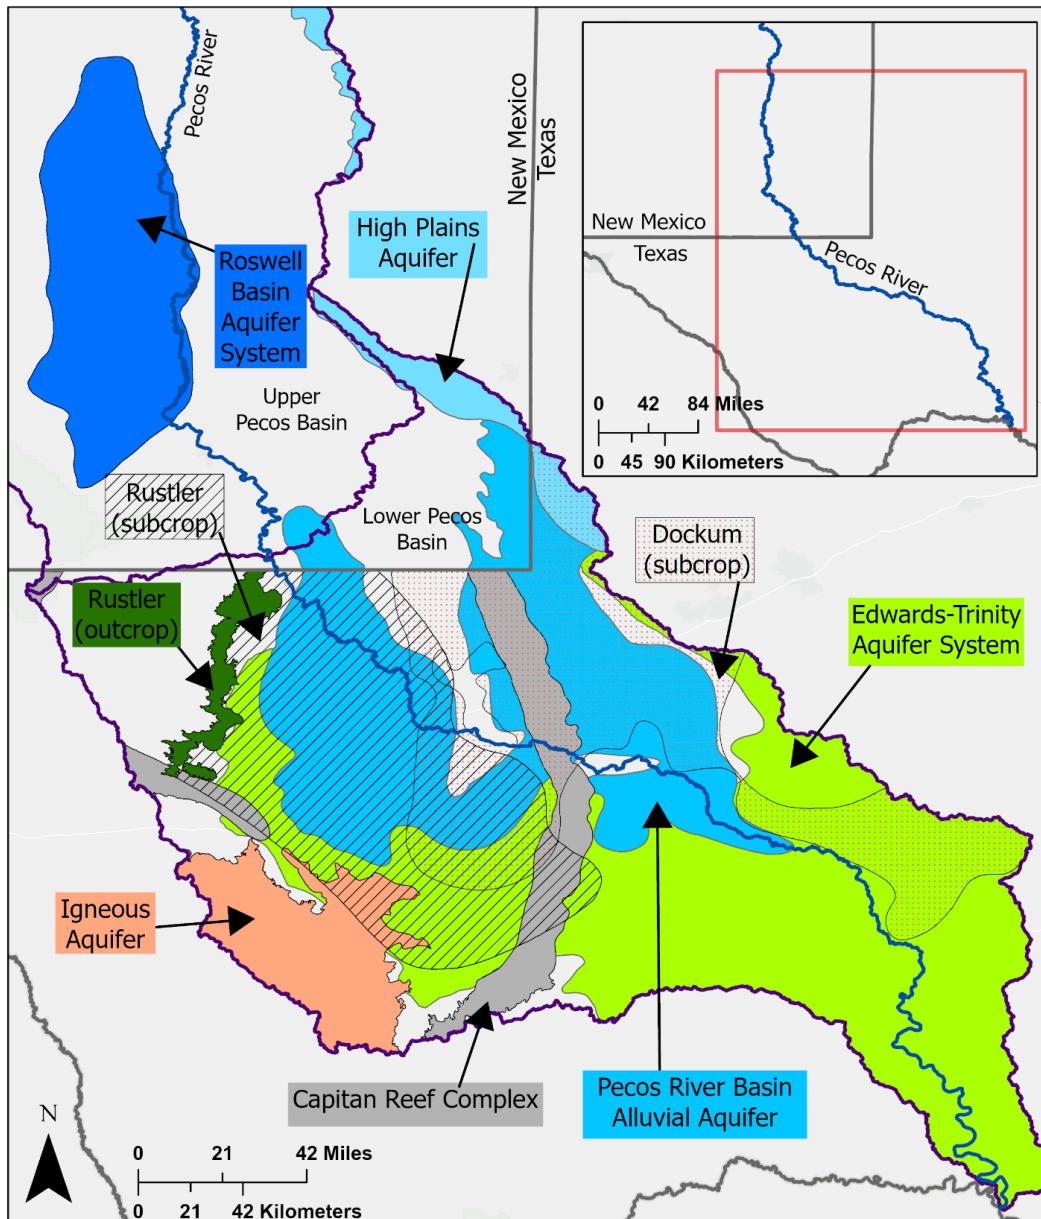 Pecos River
New Mexico
Texas
High Plains
Aquifer
Roswell
Basin
Aquifer
System
Upper
Pecos Basin
Rustler
(subcrop)
Lower Pecos
Basin
Rustler
(outcrop)
Dockum
(subcrop)
Edwards-Trinity
Aquifer System
Igneous
Aquifer
Capitan Reef Complex
Pecos River Basin
Alluvial Aquifer
N
0 21 42 Miles
0 21 42 Kilometers
New Mexico
Texas
Pecos River
0 42 84 Miles
0 45 90 Kilometers